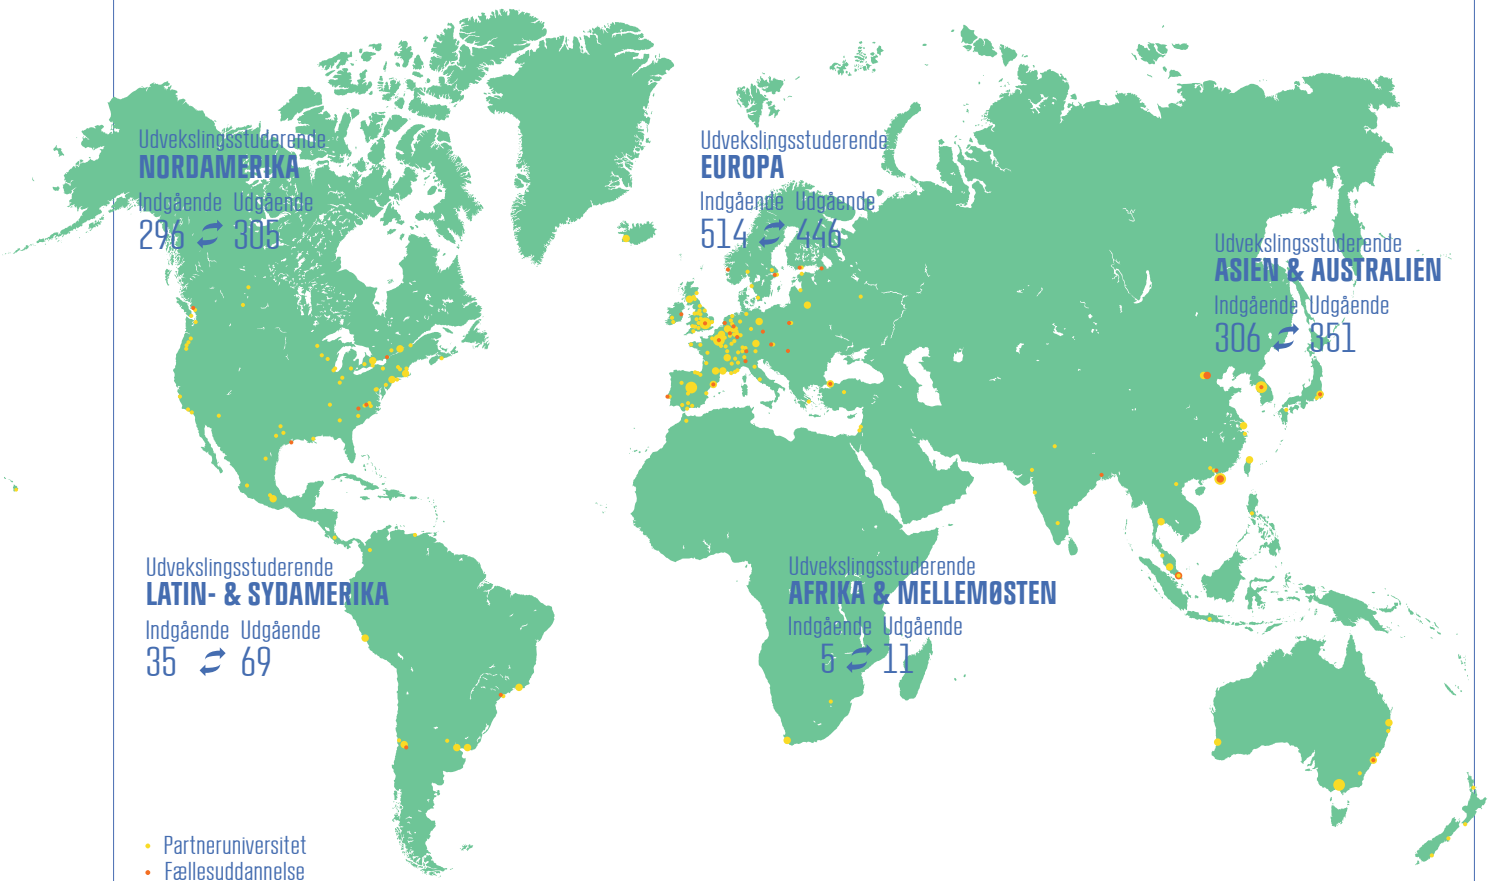 Udvekslingsstuderende
NORDAMERIKA
Indgående Udgående
296 305
Udvekslingsstuderende
EUROPA
Indgående Udgående
514 446
Udvekslingsstuderende
ASIEN & AUSTRALIEN
Indgående Udgående
306 351
Udvekslingsstuderende
LATIN- & SYDAMERIKA
Indgående Udgående
35 69
Udvekslingsstuderende
AFRIKA & MELLEMØSTEN
Indgående Udgående
5 11
Partneruniversitet
Fællesuddannelse